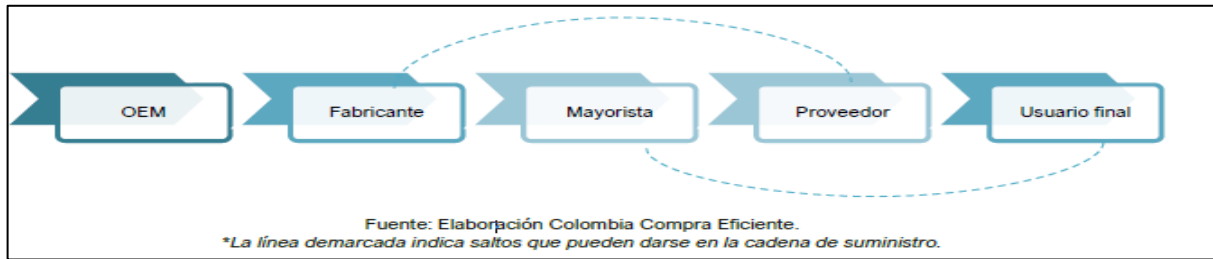 OEM
Fabricante
Mayorista
Proveedor
Usuario final
Fuente: Elaboración Colombia Compra Eficiente.
*La línea demarcada indica saltos que pueden darse en la cadena de suministro.